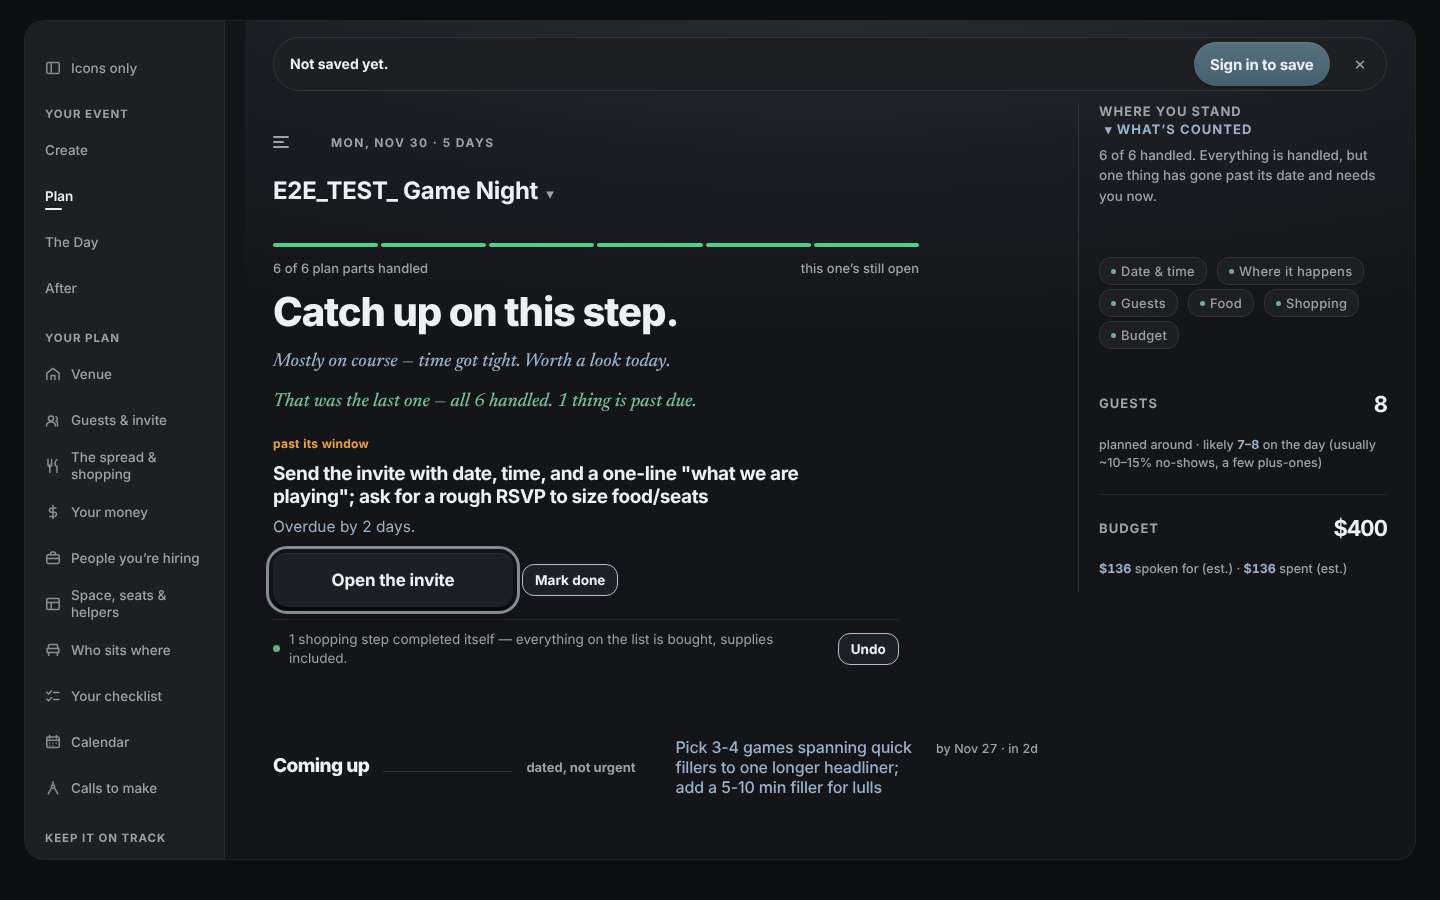 Icons only
YOUR EVENT
Create
Plan
The Day
After
YOUR PLAN
Venue
Guests & invite
The spread &
shopping
Your money
People you’re hiring
Space, seats &
helpers
Who sits where
Your checklist
Calendar
Calls to make
KEEP IT ON TRACK
Not saved yet.
Sign in to save
×
MON, NOV 30 · 5 DAYS
E2E_TEST_ Game Night ▾
6 of 6 plan parts handled
this one’s still open
Catch up on this step.
Mostly on course — time got tight. Worth a look today.
That was the last one — all 6 handled. 1 thing is past due.
past its window
Send the invite with date, time, and a one-line "what we are
playing"; ask for a rough RSVP to size food/seats
Overdue by 2 days.
Open the invite
Mark done
1 shopping step completed itself — everything on the list is bought, supplies
included.
Undo
Coming up
dated, not urgent
Pick 3-4 games spanning quick
fillers to one longer headliner;
add a 5-10 min filler for lulls
by Nov 27 · in 2d
WHERE YOU STAND
▾ WHAT’S COUNTED
6 of 6 handled. Everything is handled, but
one thing has gone past its date and needs
you now.
Date & time
Where it happens
Guests
Food
Shopping
Budget
GUESTS
8
planned around · likely 7–8 on the day (usually
~10–15% no-shows, a few plus-ones)
BUDGET
$400
$136 spoken for (est.) · $136 spent (est.)